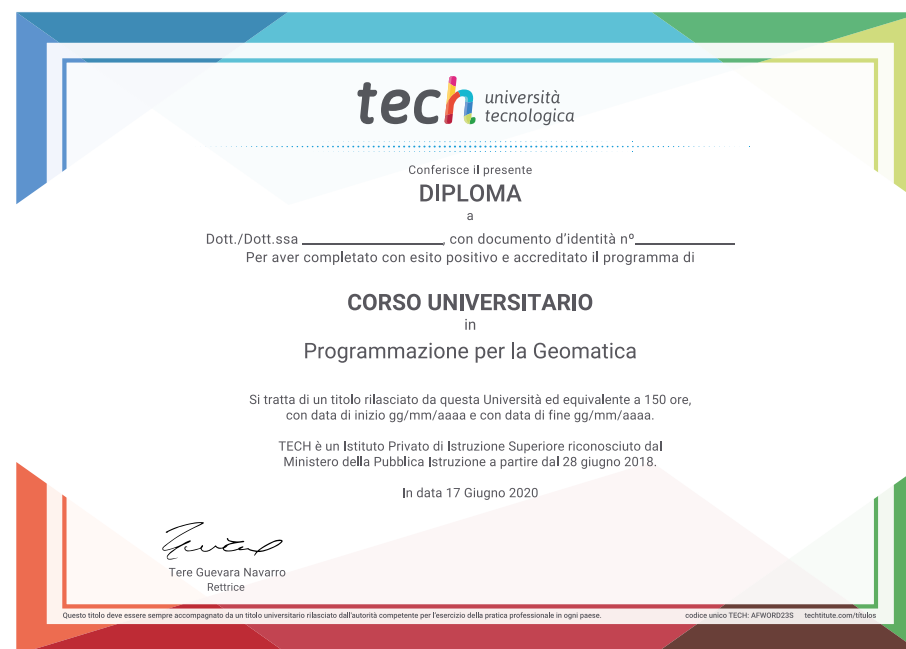 tech università
tecnologica
Conferisce il presente
DIPLOMA
a
Dott./Dott.ssa ____________________, con documento d'identità nº______________
Per aver completato con esito positivo e accreditato il programma di
CORSO UNIVERSITARIO
in
Programmazione per la Geomatica
Si tratta di un titolo rilasciato da questa Università ed equivalente a 150 ore,
con data di inizio gg/mm/aaaa e con data di fine gg/mm/aaaa.
TECH è un Istituto Privato di Istruzione Superiore riconosciuto dal
Ministero della Pubblica Istruzione a partire dal 28 giugno 2018.
In data 17 Giugno 2020
Tere Guevara Navarro
Rettrice
Questo titolo deve essere sempre accompagnato da un titolo universitario rilasciato dall'autorità competente per l'esercizio della pratica professionale in ogni paese. codice unico TECH: AFWORD23S techtitute.com/titulos